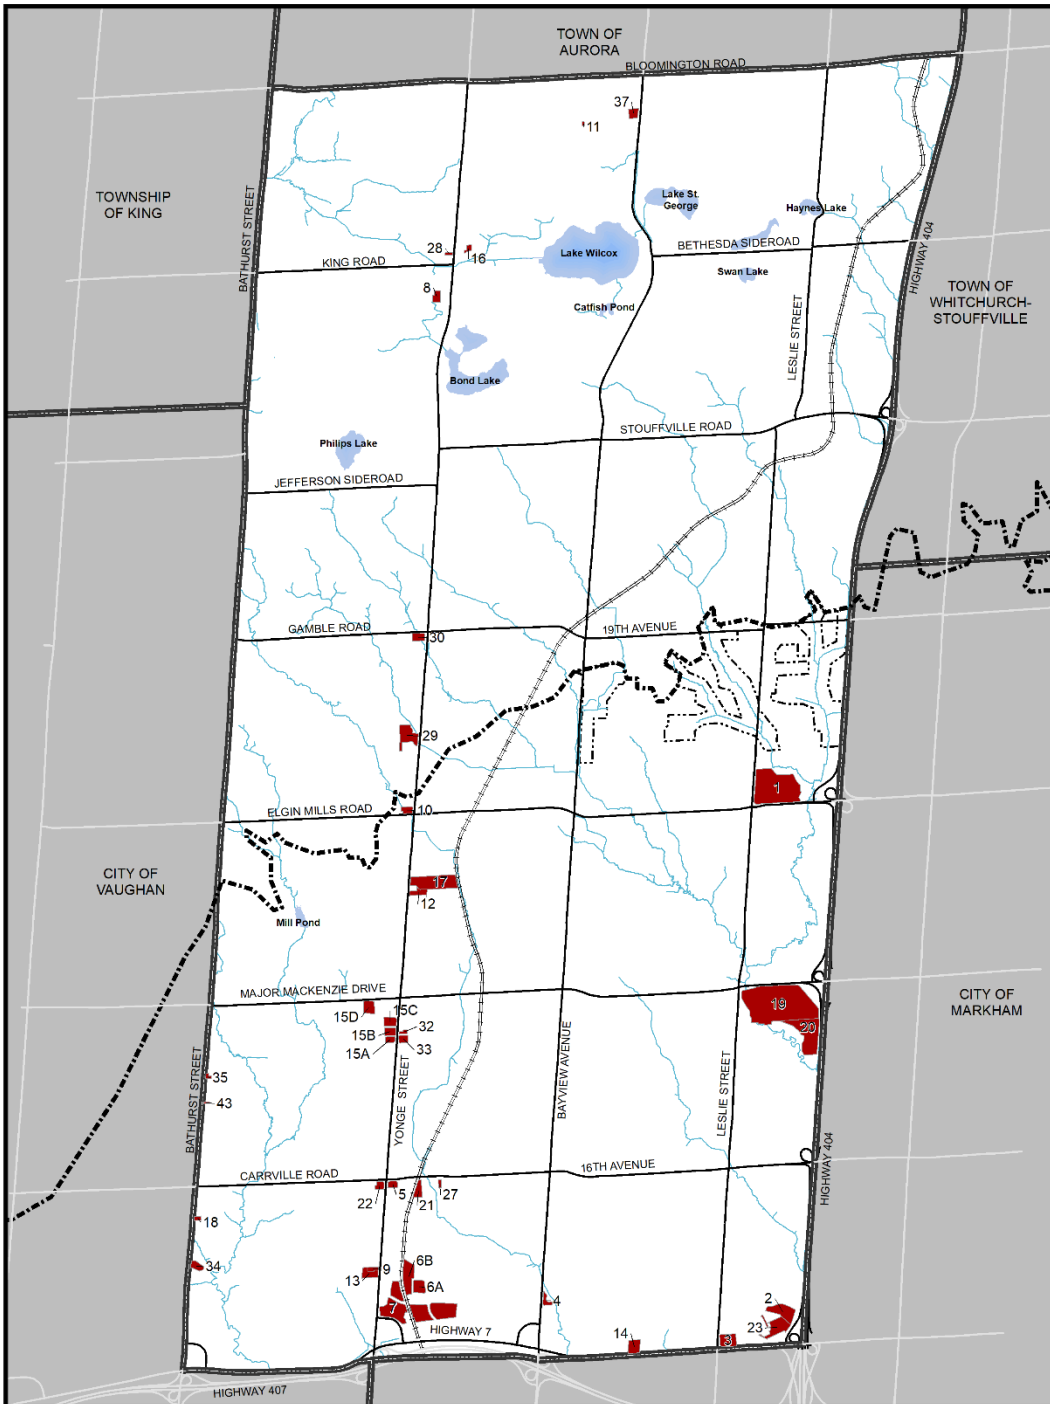 TOWN OF
AURORA
BLOOMINGTON ROAD
37
11
TOWNSHIP
OF KING
BATHURST STREET
Lake St.
George
Haynes Lake
28
16
KING ROAD
Lake Wilcox
BETHESDA SIDEROAD
HIGHWAY 404
8
Swan Lake
TOWN OF
WHITCHURCH-
STOUFFVILLE
Catfish Pond
LESLIE STREET
Bond Lake
STOUFFVILLE ROAD
Philips Lake
JEFFERSON SIDEROAD
GAMBLE ROAD
30
19TH AVENUE
29
1
ELGIN MILLS ROAD
10
CITY OF
VAUGHAN
17
12
Mill Pond
MAJOR MACKENZIE DRIVE
19
CITY OF
MARKHAM
15D
15C
20
15B
32
15A
33
BAYVIEW AVENUE
YONGE STREET
LESLIE STREET
BATHURST STREET
35
43
HIGHWAY 404
CARRVILLE ROAD
16TH AVENUE
22
5
21
27
18
34
6B
13
9
6A
7
4
2
23
HIGHWAY 7
14
3
HIGHWAY 407